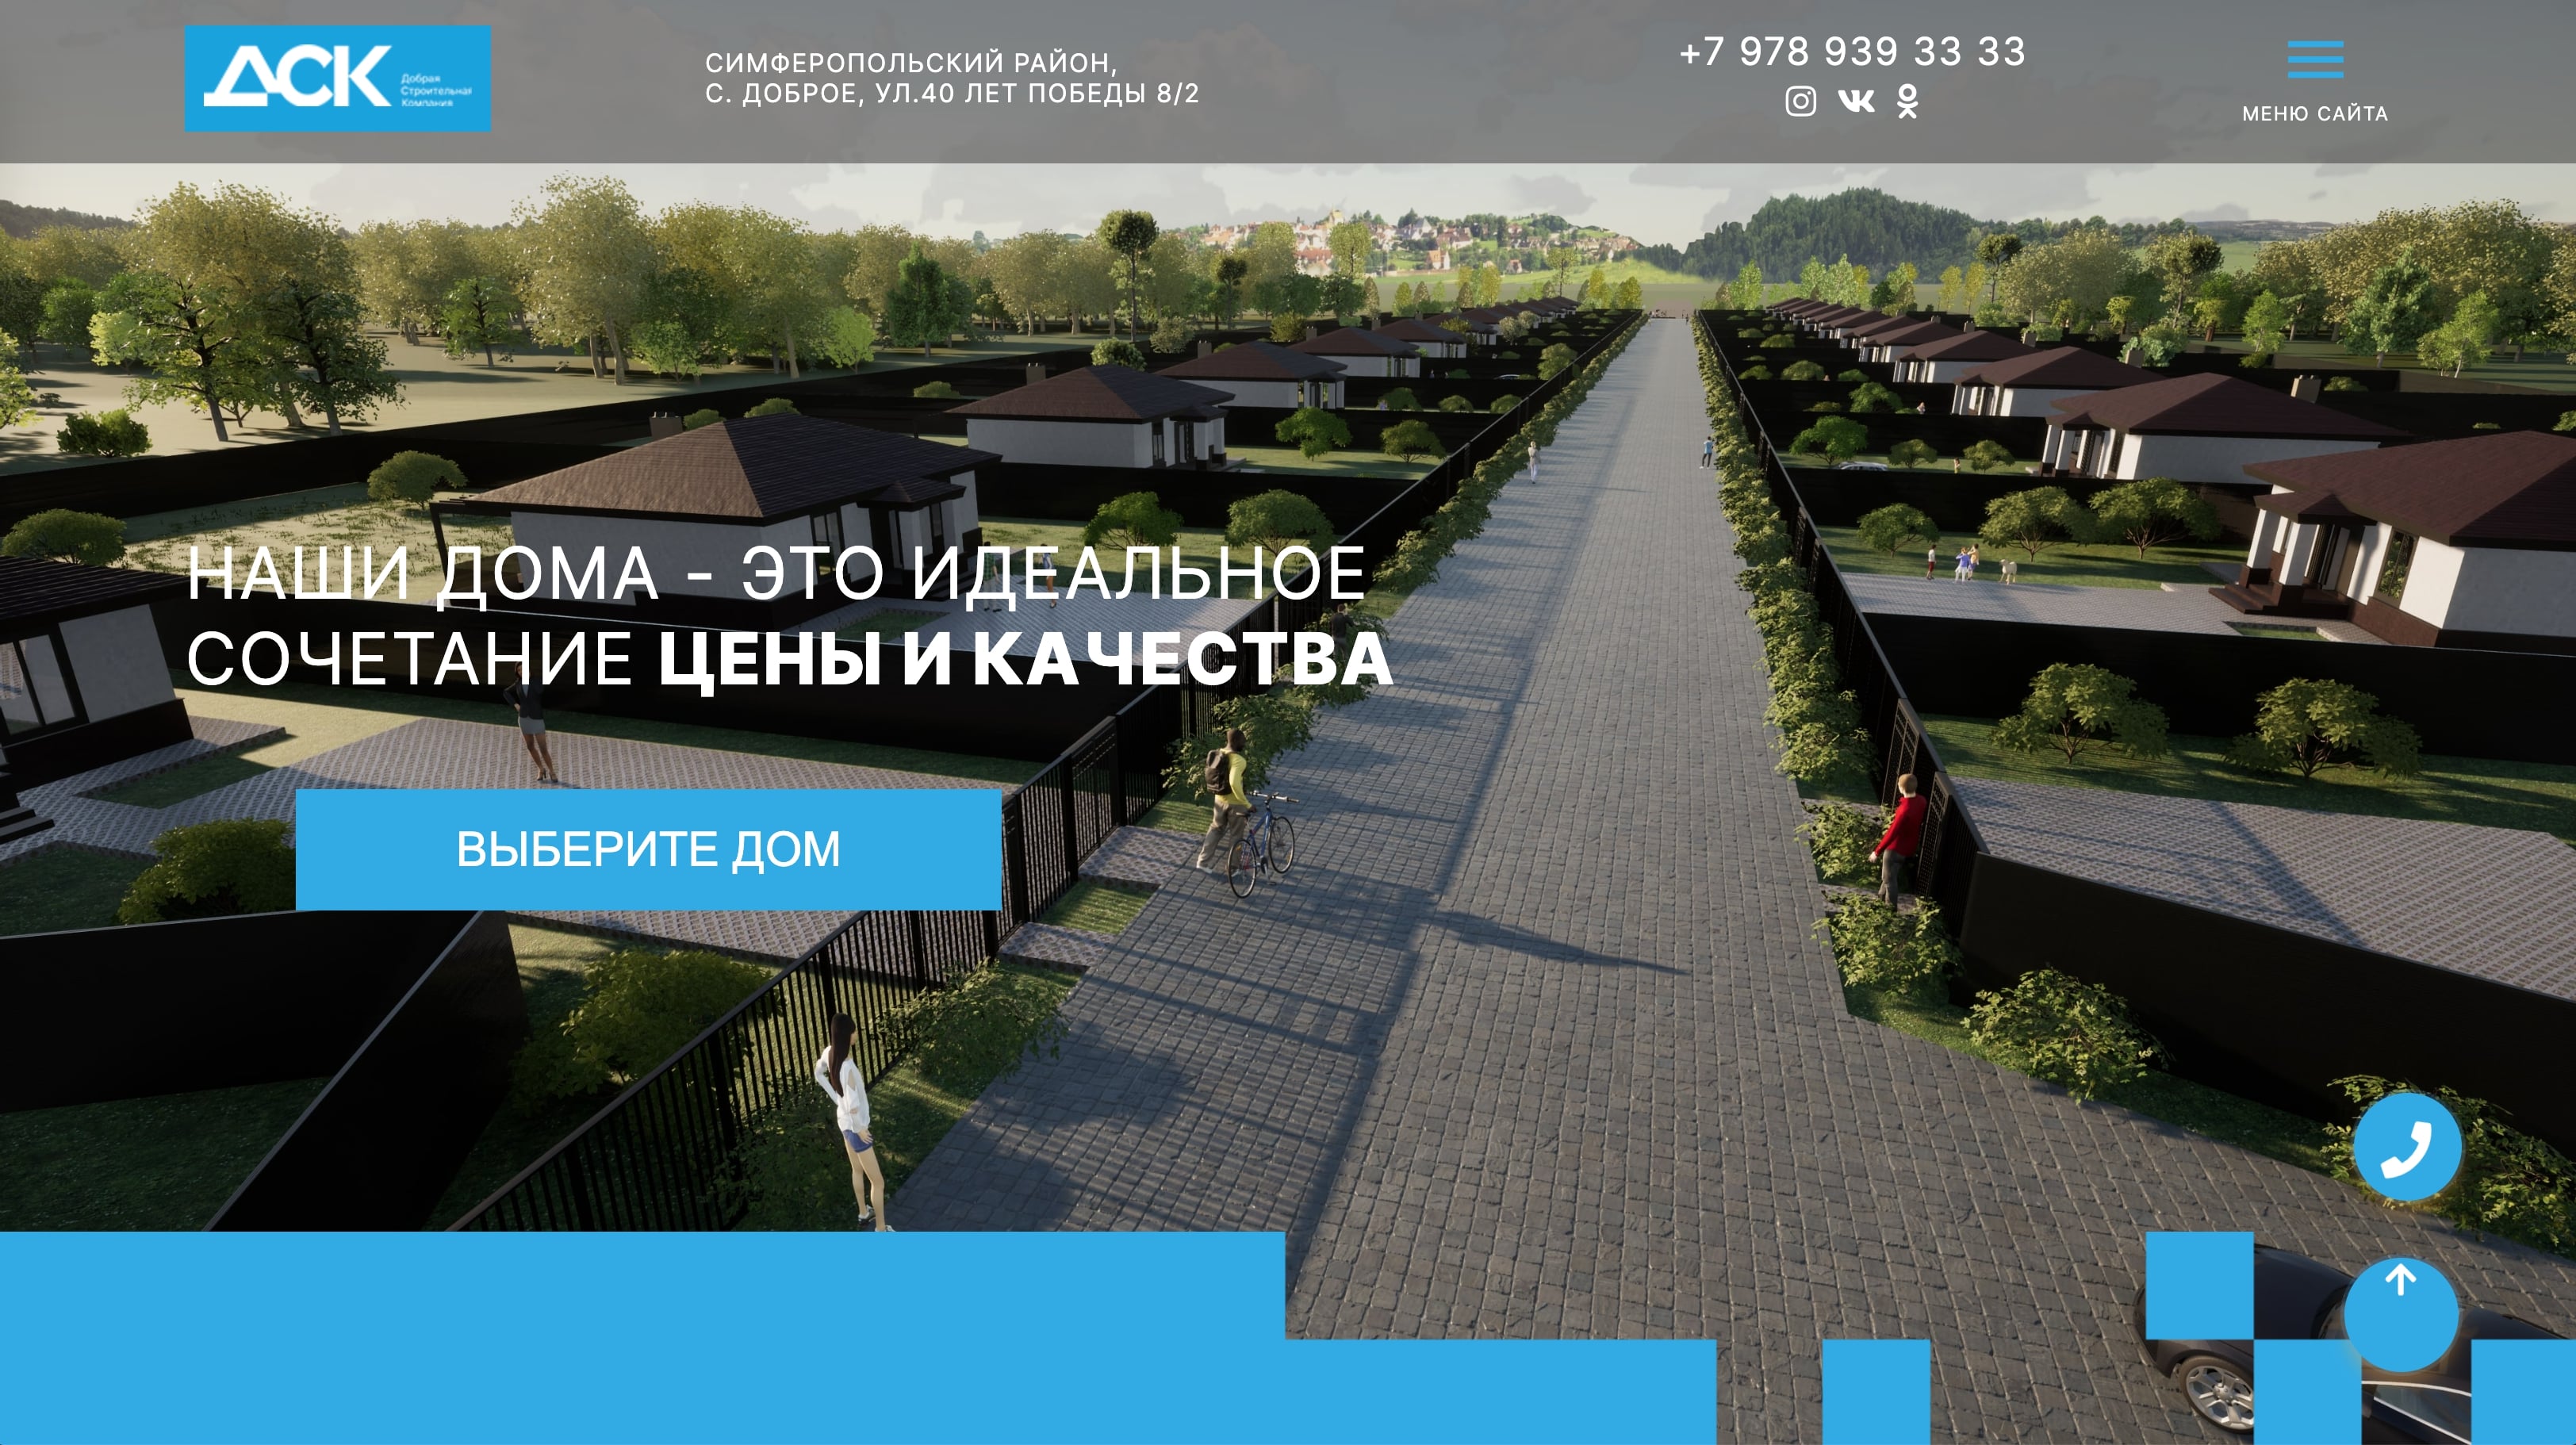 ДСК
Добрая
Строительная
Компания
СИМФЕРОПОЛЬСКИЙ РАЙОН,
С. ДОБРОЕ, УЛ.40 ЛЕТ ПОБЕДЫ 8/2
+7 978 939 33 33
МЕНЮ САЙТА
НАШИ ДОМА - ЭТО ИДЕАЛЬНОЕ
СОЧЕТАНИЕ ЦЕНЫ И КАЧЕСТВА
ВЫБЕРИТЕ ДОМ